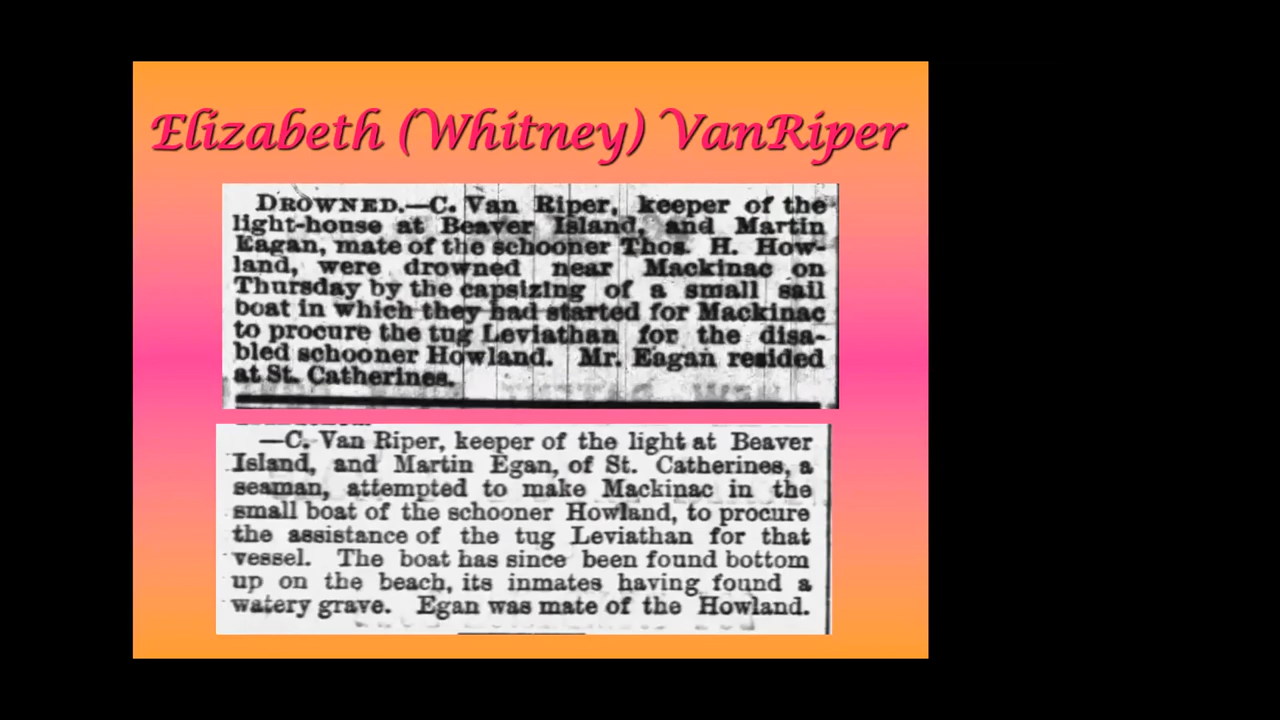 Elizabeth (Whitney) VanRiper
DROWNED.—C. Van Riper, keeper of the
light-house at Beaver Island, and Martin
Eagan, mate of the schooner Thos. H. How-
land, were drowned near Mackinac on
Thursday by the capsizing of a small sail
boat in which they had started for Mackinac
to procure the tug Leviathan for the disa-
bled schooner Howland. Mr. Eagan resided
at St. Catherines.
—C. Van Riper, keeper of the light at Beaver
Island, and Martin Egan, of St. Catherines, a
seaman, attempted to make Mackinac in the
small boat of the schooner Howland, to procure
the assistance of the tug Leviathan for that
vessel. The boat has since been found bottom
up on the beach, its inmates having found a
watery grave. Egan was mate of the Howland.